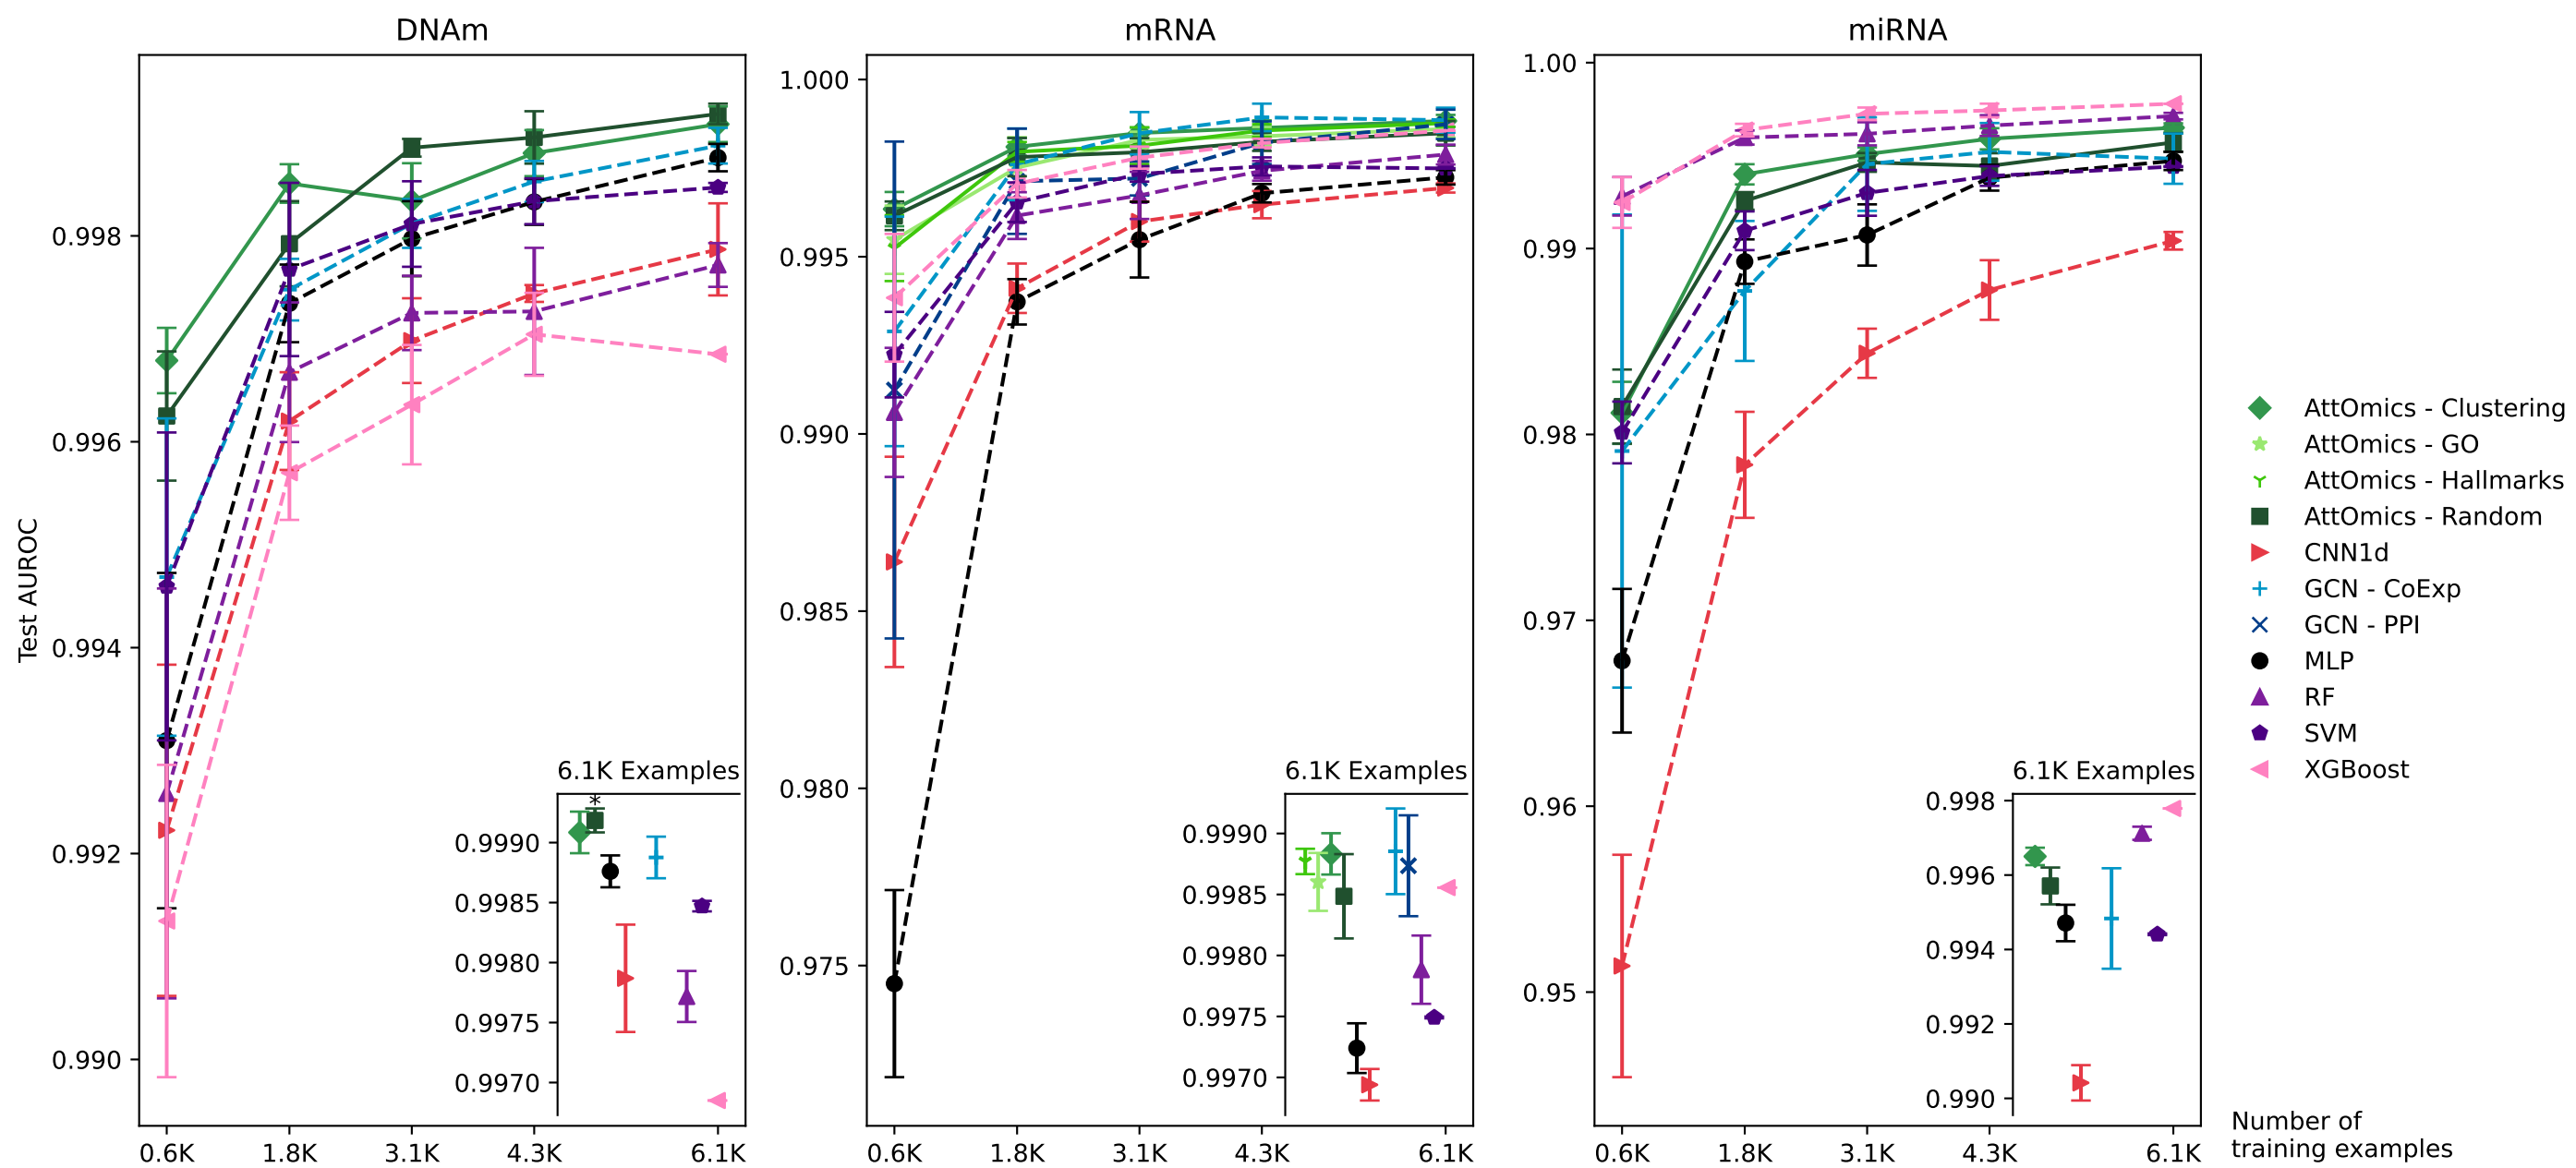 DNAm
mRNA
miRNA
Test AUROC
0.998
0.996
0.994
0.992
0.990
0.6K
1.8K
3.1K
4.3K
6.1K
6.1K Examples
*
0.9990
0.9985
0.9980
0.9975
0.9970
1.000
0.995
0.990
0.985
0.980
0.975
0.6K
1.8K
3.1K
4.3K
6.1K
6.1K Examples
0.9990
0.9985
0.9980
0.9975
0.9970
1.00
0.99
0.98
0.97
0.96
0.95
0.6K
1.8K
3.1K
4.3K
6.1K
6.1K Examples
0.998
0.996
0.994
0.992
0.990
AttOmics - Clustering
AttOmics - GO
AttOmics - Hallmarks
AttOmics - Random
CNN1d
GCN - CoExp
GCN - PPI
MLP
RF
SVM
XGBoost
Number of
training examples